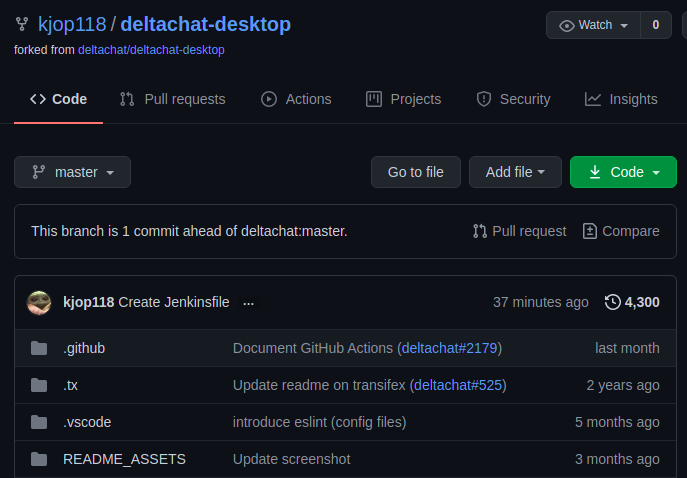 kjop118 / deltachat-desktop
Watch 0
forked from deltachat/deltachat-desktop
Code Pull requests Actions Projects Security Insights
master Go to file Add file Code
This branch is 1 commit ahead of deltachat:master. Pull request Compare
kjop118 Create Jenkinsfile ... 37 minutes ago 4,300
.github Document GitHub Actions (deltachat#2179) last month
.tx Update readme on transifex (deltachat#525) 2 years ago
.vscode introduce eslint (config files) 5 months ago
README_ASSETS Update screenshot 3 months ago